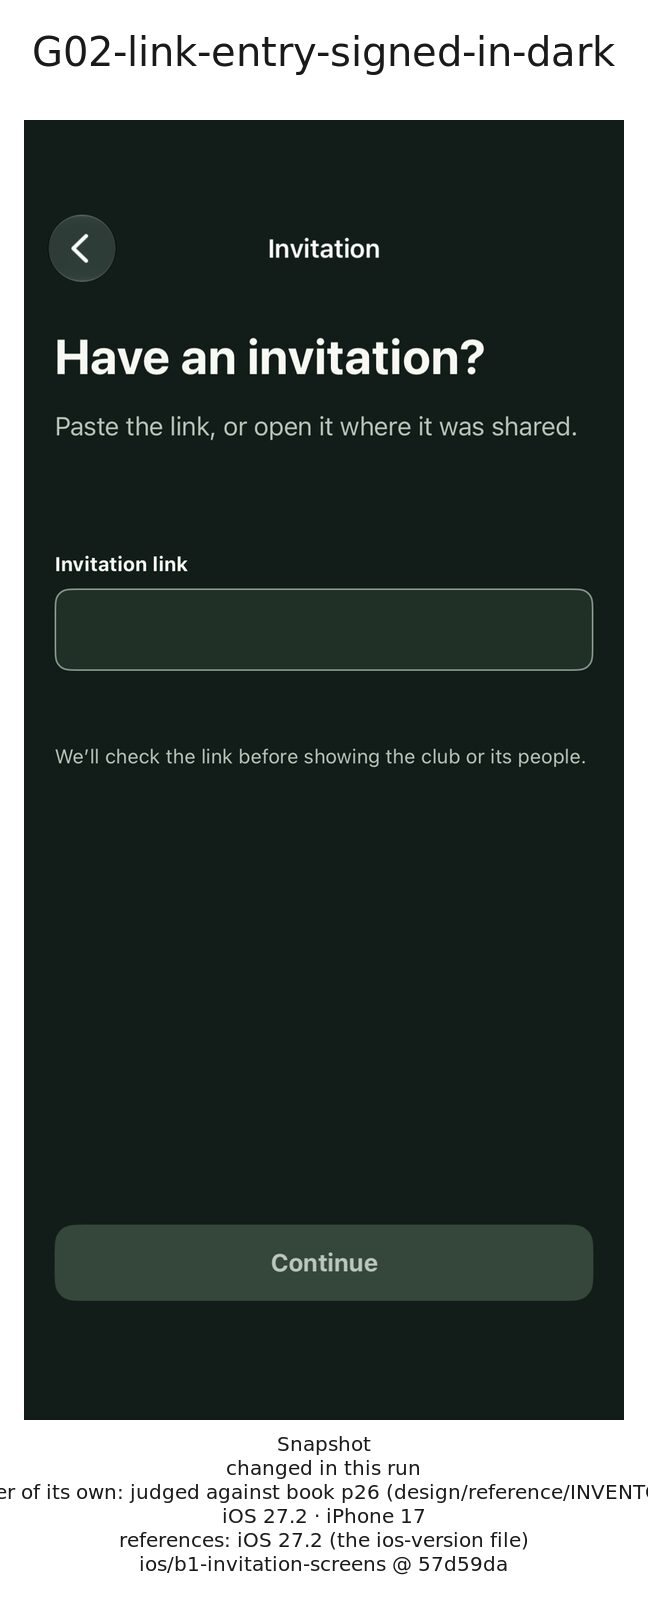 G02-link-entry-signed-in-dark
Invitation
Have an invitation?
Paste the link, or open it where it was shared.
Invitation link
We’ll check the link before showing the club or its people.
Continue
Snapshot
changed in this run
of its own: judged against book p26 (design/reference/
iOS 27.2 · iPhone 17
references: iOS 27.2 (the ios-version file)
ios/b1-invitation-screens @ 57d59da